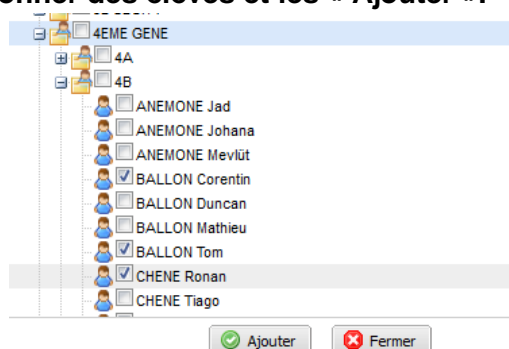 des élèves et les « Ajouter ».
4EME GENE
4A
4B
ANEMONE Jad
ANEMONE Johana
ANEMONE Mevlüt
BALLON Corentin
BALLON Duncan
BALLON Mathieu
BALLON Tom
CHENE Ronan
CHENE Tiago
Ajouter
Fermer